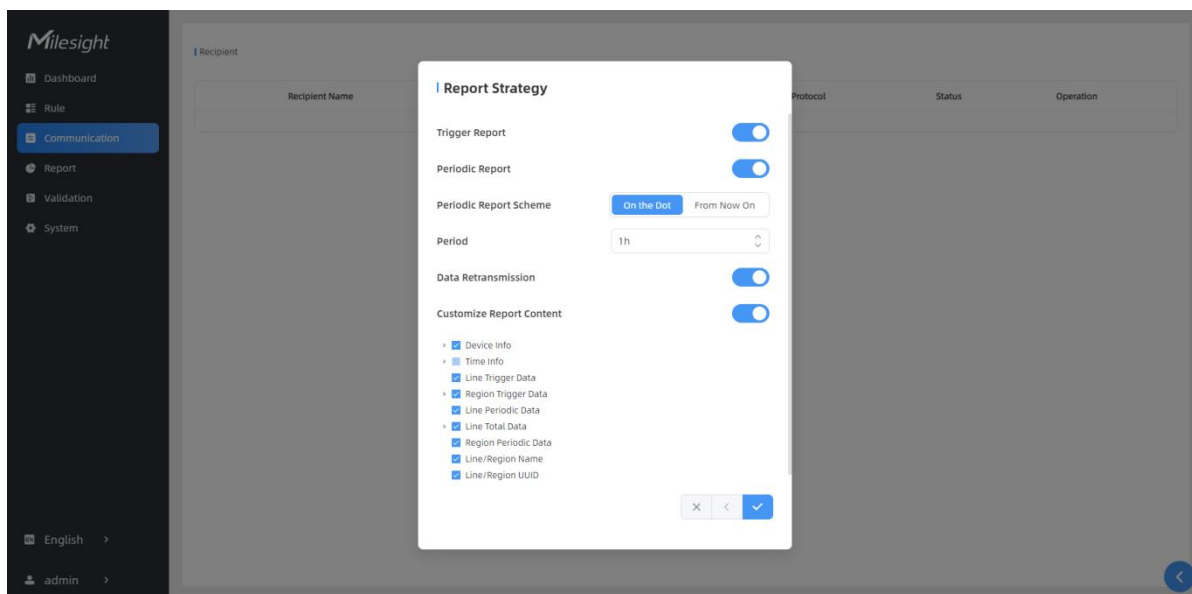 Milesight
Dashboard
Rule
Communication
Report
Validation
System
English
admin
Recipient
Recipient Name Protocol Status Operation
Report Strategy
Trigger Report
Periodic Report
Periodic Report Scheme On the Dot From Now On
Period 1h
Data Retransmission
Customize Report Content
Device Info
Time Info
Line Trigger Data
Region Trigger Data
Line Periodic Data
Line Total Data
Region Periodic Data
Line/Region Name
Line/Region UUID